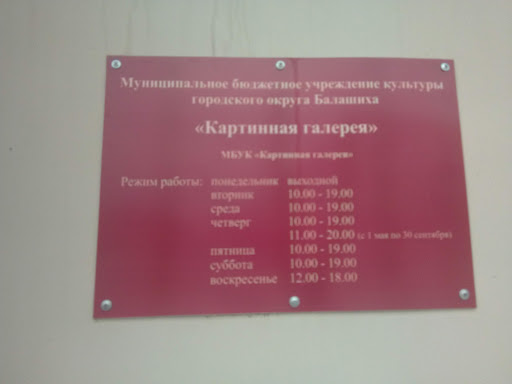 Муниципальное бюджетное учреждение культуры
городского округа Балашиха
«Картинная галерея»
МБУК «Картинная галерея»
Режим работы: понедельник выходной
вторник 10.00 - 19.00
среда 10.00 - 19.00
четверг 10.00 - 19.00
11.00 - 20.00 (с 1 мая по 30 сентября)
пятница 10.00 - 19.00
суббота 10.00 - 19.00
воскресенье 12.00 - 18.00